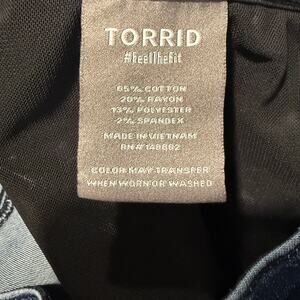 TORRID
#FeelTheFit
65% COTTON
20% RAYON
13% POLYESTER
2% SPANDEX
MADE IN VIETNAM
RN# 148882
COLOR MAY TRANSFER
WHEN WORN OR WASHED